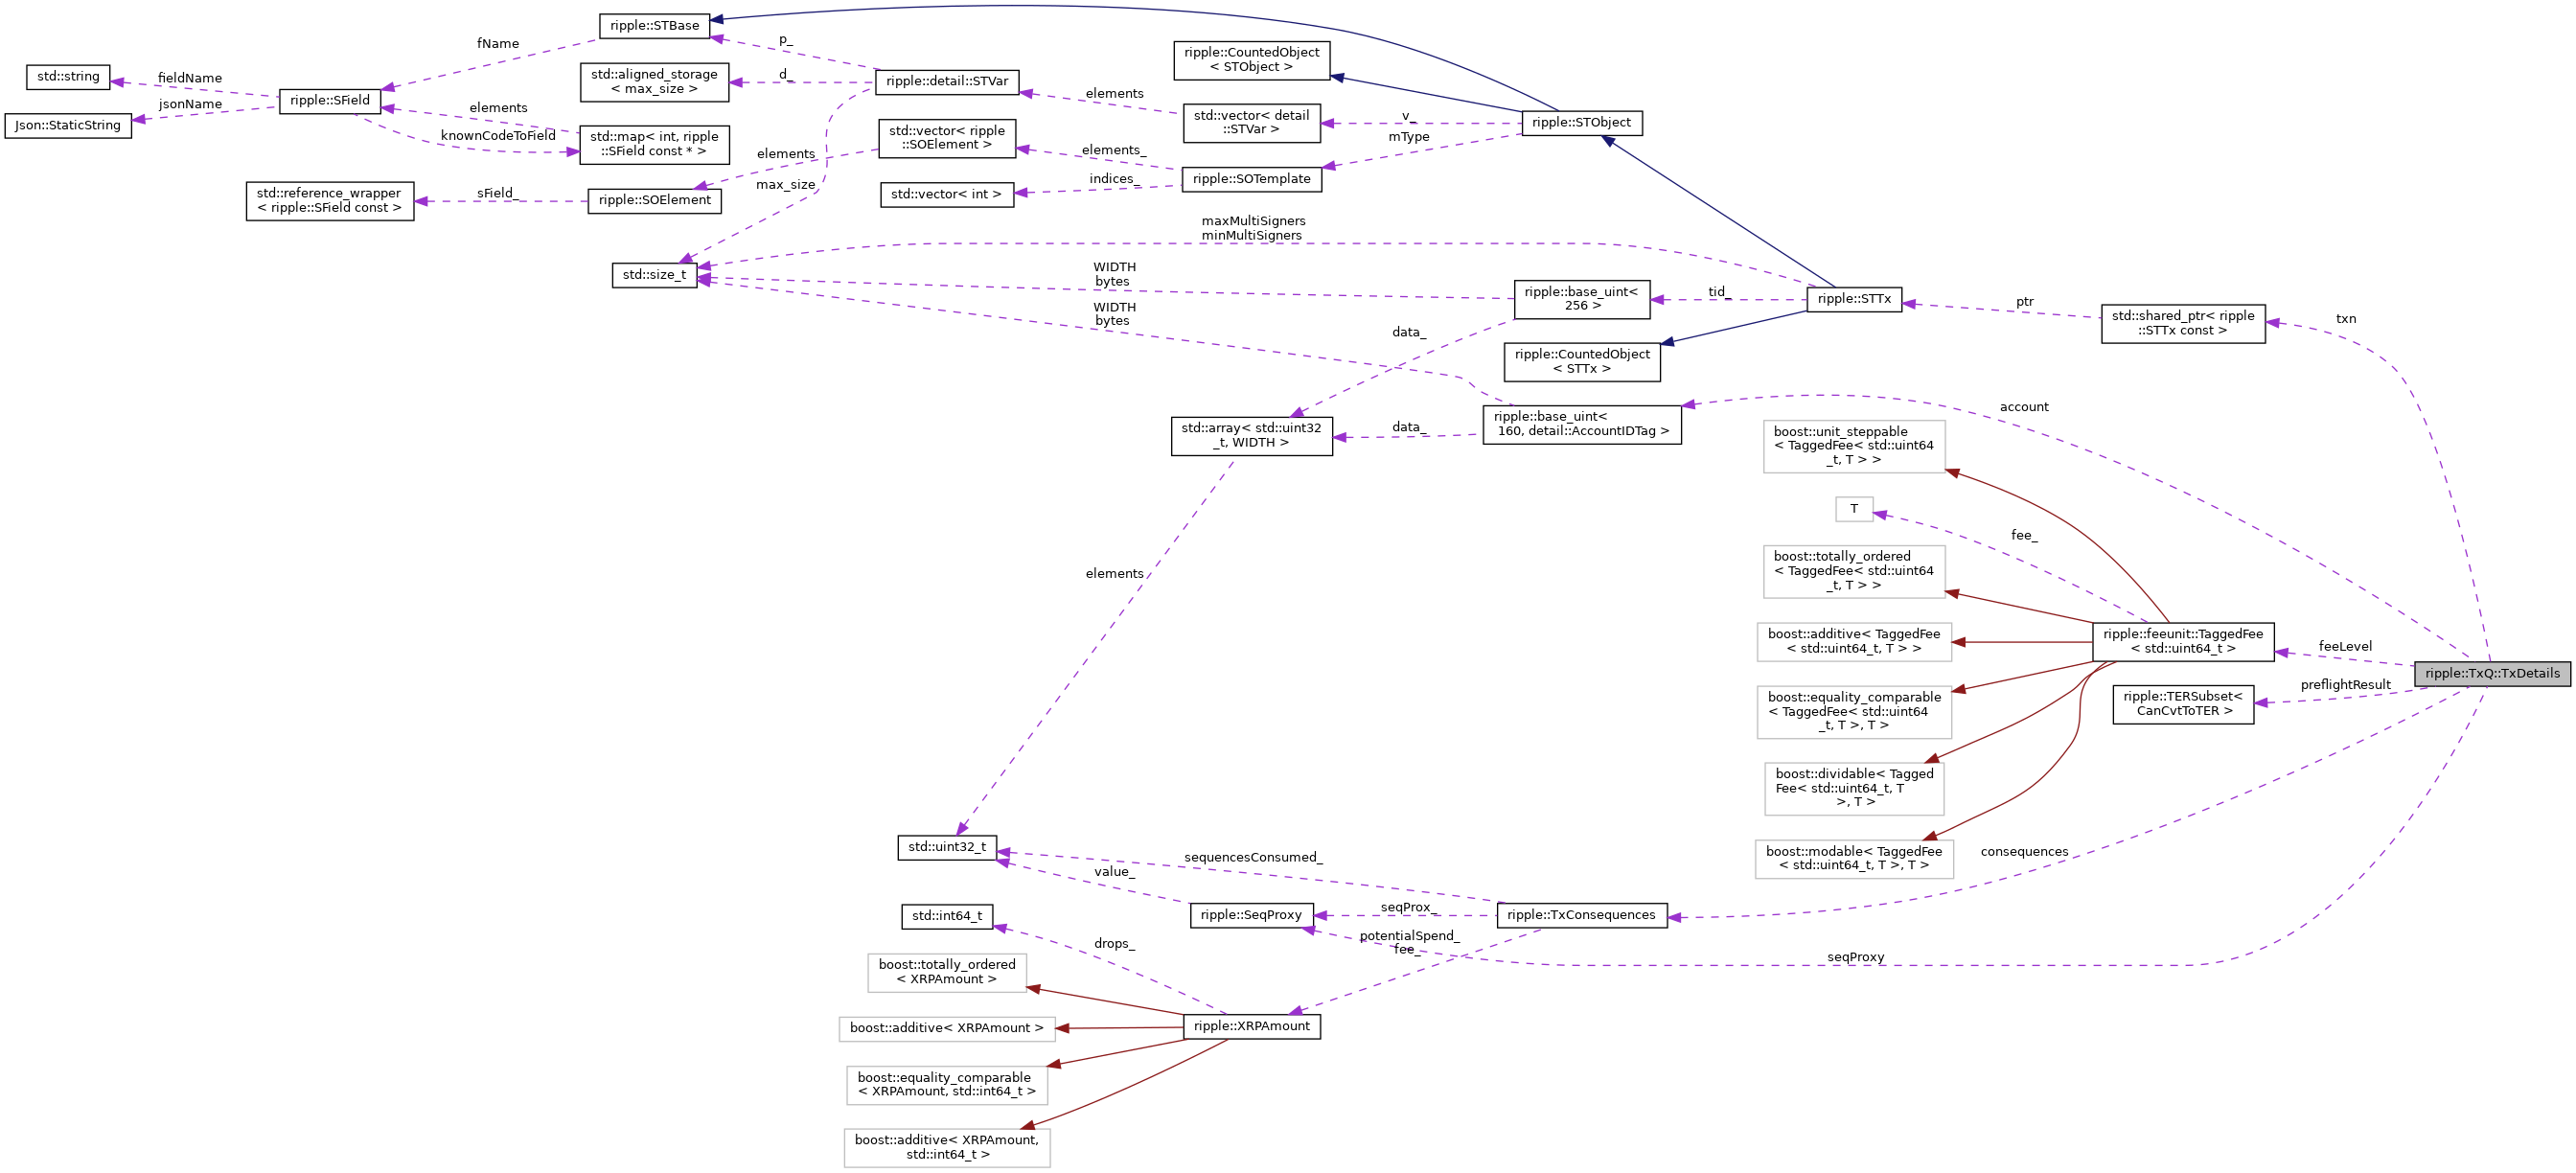 ripple::STBase
fName
p_
ripple::CountedObject
< STObject >
std::string
fieldName
std::aligned_storage
< max_size >
d_
ripple::detail::STVar
jsonName
ripple::SField
elements
Json::StaticString
knownCodeToField
std::map< int, ripple
::SField const * >
elements
std::vector< detail
::STVar >
v_
mType
ripple::STObject
std::vector< ripple
::SOElement >
elements
elements_
max_size
indices_
ripple::SOTemplate
std::reference_wrapper
< ripple::SField const >
sField_
ripple::SOElement
std::vector< int >
maxMultiSigners
minMultiSigners
std::size_t
WIDTH
bytes
ripple::base_uint<
256 >
tid_
ripple::STTx
ptr
std::shared_ptr< ripple
::STTx const >
txn
WIDTH
bytes
data_
ripple::CountedObject
< STTx >
std::array< std::uint32
_t, WIDTH >
data_
ripple::base_uint<
160, detail::AccountIDTag >
account
boost::unit_steppable
< TaggedFee< std::uint64
_t, T > >
T
fee_
boost::totally_ordered
< TaggedFee< std::uint64
_t, T > >
elements
boost::additive< TaggedFee
< std::uint64_t, T > >
ripple::feeunit::TaggedFee
< std::uint64_t >
feeLevel
ripple::TxQ::TxDetails
preflightResult
ripple::TERSubset<
CanCvtToTER >
boost::equality_comparable
< TaggedFee< std::uint64
_t, T >, T >
boost::dividable< Tagged
Fee< std::uint64_t, T
>, T >
boost::modable< TaggedFee
< std::uint64_t, T >, T >
consequences
std::uint32_t
sequencesConsumed_
value_
std::int64_t
ripple::SeqProxy
seqProx_
ripple::TxConsequences
drops_
potentialSpend_
fee_
seqProxy
boost::totally_ordered
< XRPAmount >
boost::additive< XRPAmount >
ripple::XRPAmount
boost::equality_comparable
< XRPAmount, std::int64_t >
boost::additive< XRPAmount,
std::int64_t >